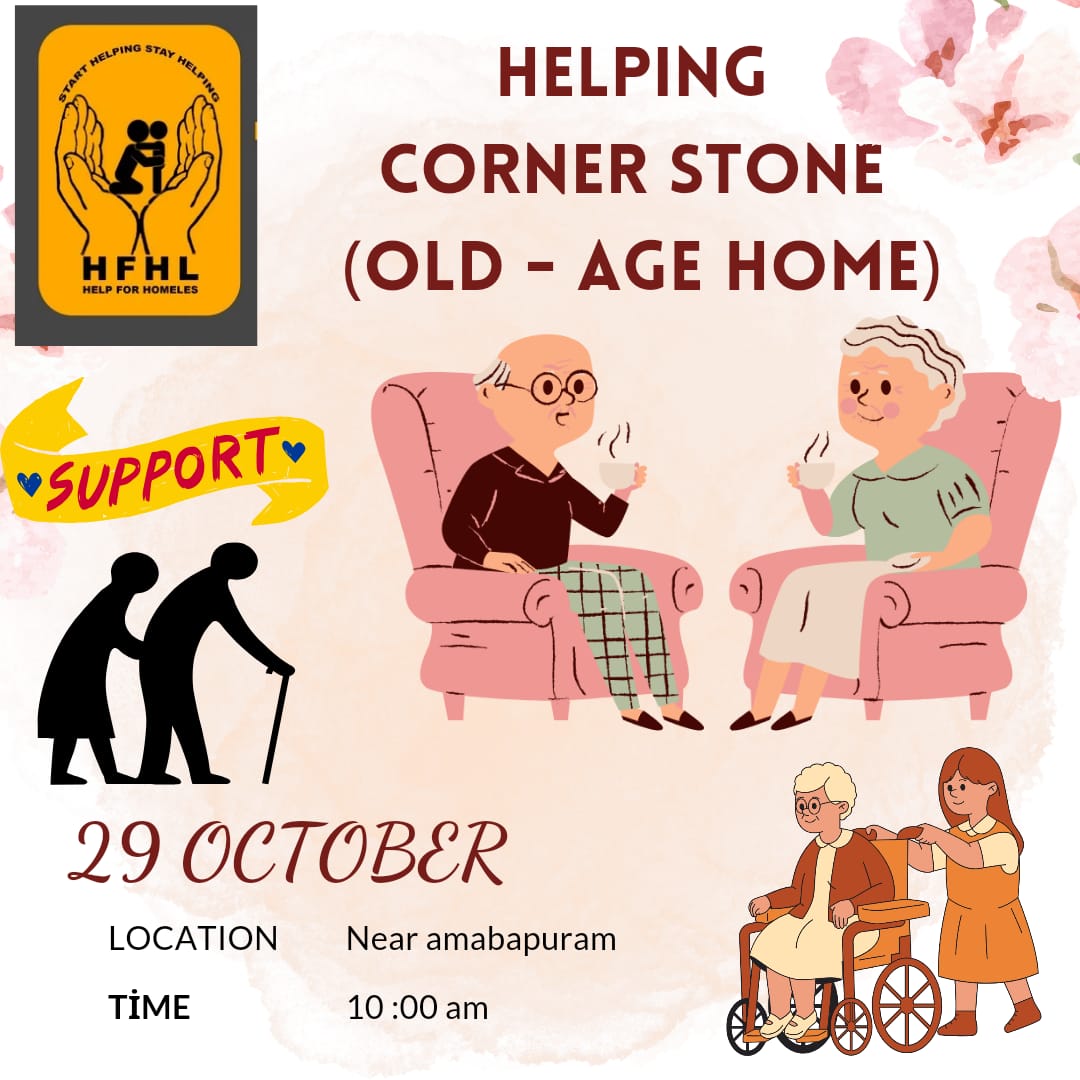 START HELPING STAY HELPING
HFHL
HELP FOR HOMELES
HELPING
CORNER STONE
(OLD - AGE HOME)
SUPPORT
29 OCTOBER
LOCATION Near amabapuram
TİME 10 :00 am